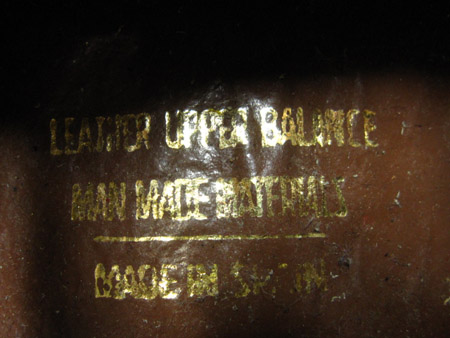 LEATHER UPPER BALANCE
MAN MADE MATERIALS
MADE IN